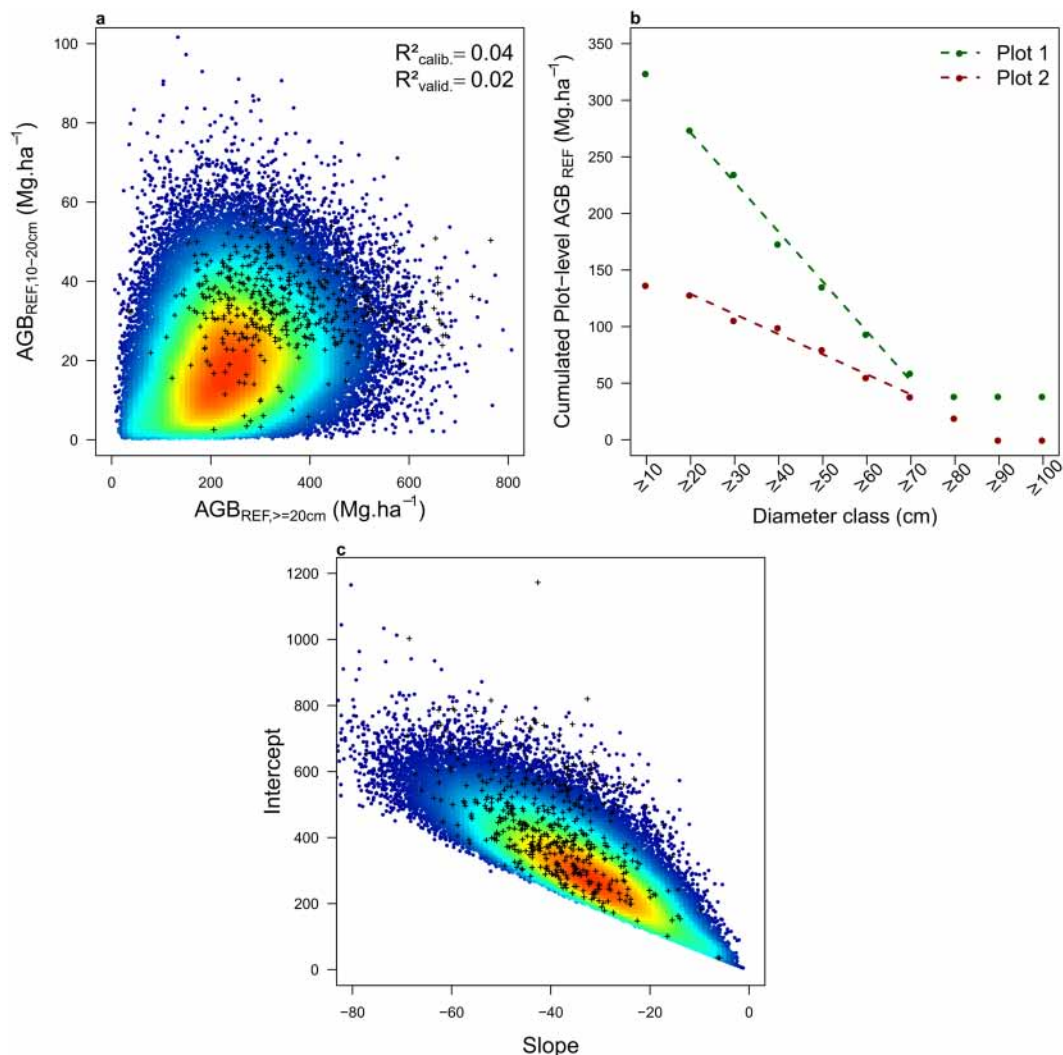 a
R²calib.= 0.04
R²valid.= 0.02
AGBREF,10−20cm (Mg.ha−1)
100
80
60
40
20
0
0 200 400 600 800
AGBREF,>=20cm (Mg.ha−1)
b
Plot 1
Plot 2
Cumulated Plot−level AGB REF (Mg.ha−1)
350
300
250
200
150
100
50
0
≥10 ≥20 ≥30 ≥40 ≥50 ≥60 ≥70 ≥80 ≥90 ≥100
Diameter class (cm)
c
Intercept
1200
1000
800
600
400
200
0
−80 −60 −40 −20 0
Slope